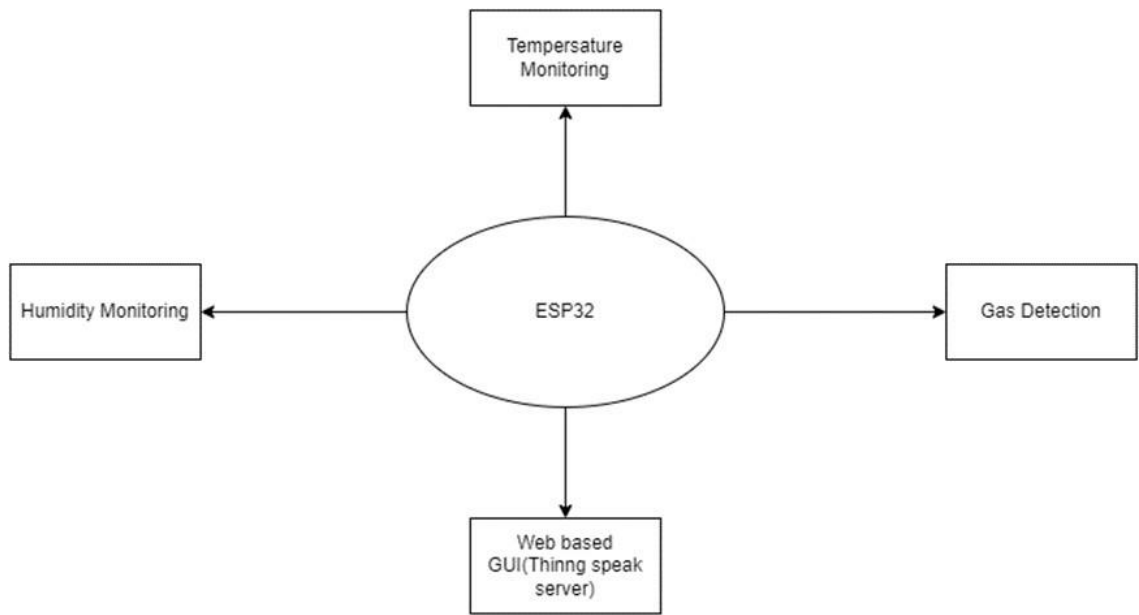 Tempersature
Monitoring
Humidity Monitoring
ESP32
Gas Detection
Web based
GUI(Thinng speak
server)